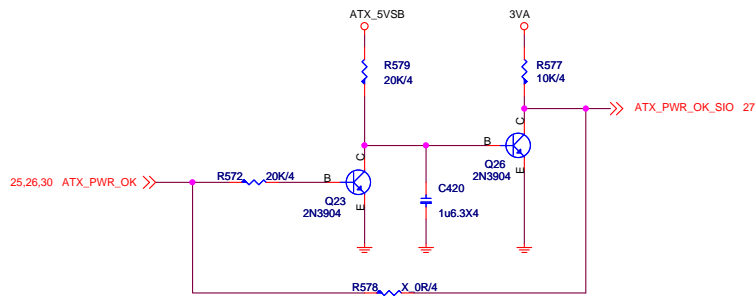 ATX_5VSB
3VA
R579
20K/4
R577
10K/4
ATX_PWR_OK_SIO 27
C
B
Q26
2N3904
E
25,26,30 ATX_PWR_OK
R572 20K/4
B
C
Q23
2N3904
E
C420
1u6.3X4
R578 X_0R/4